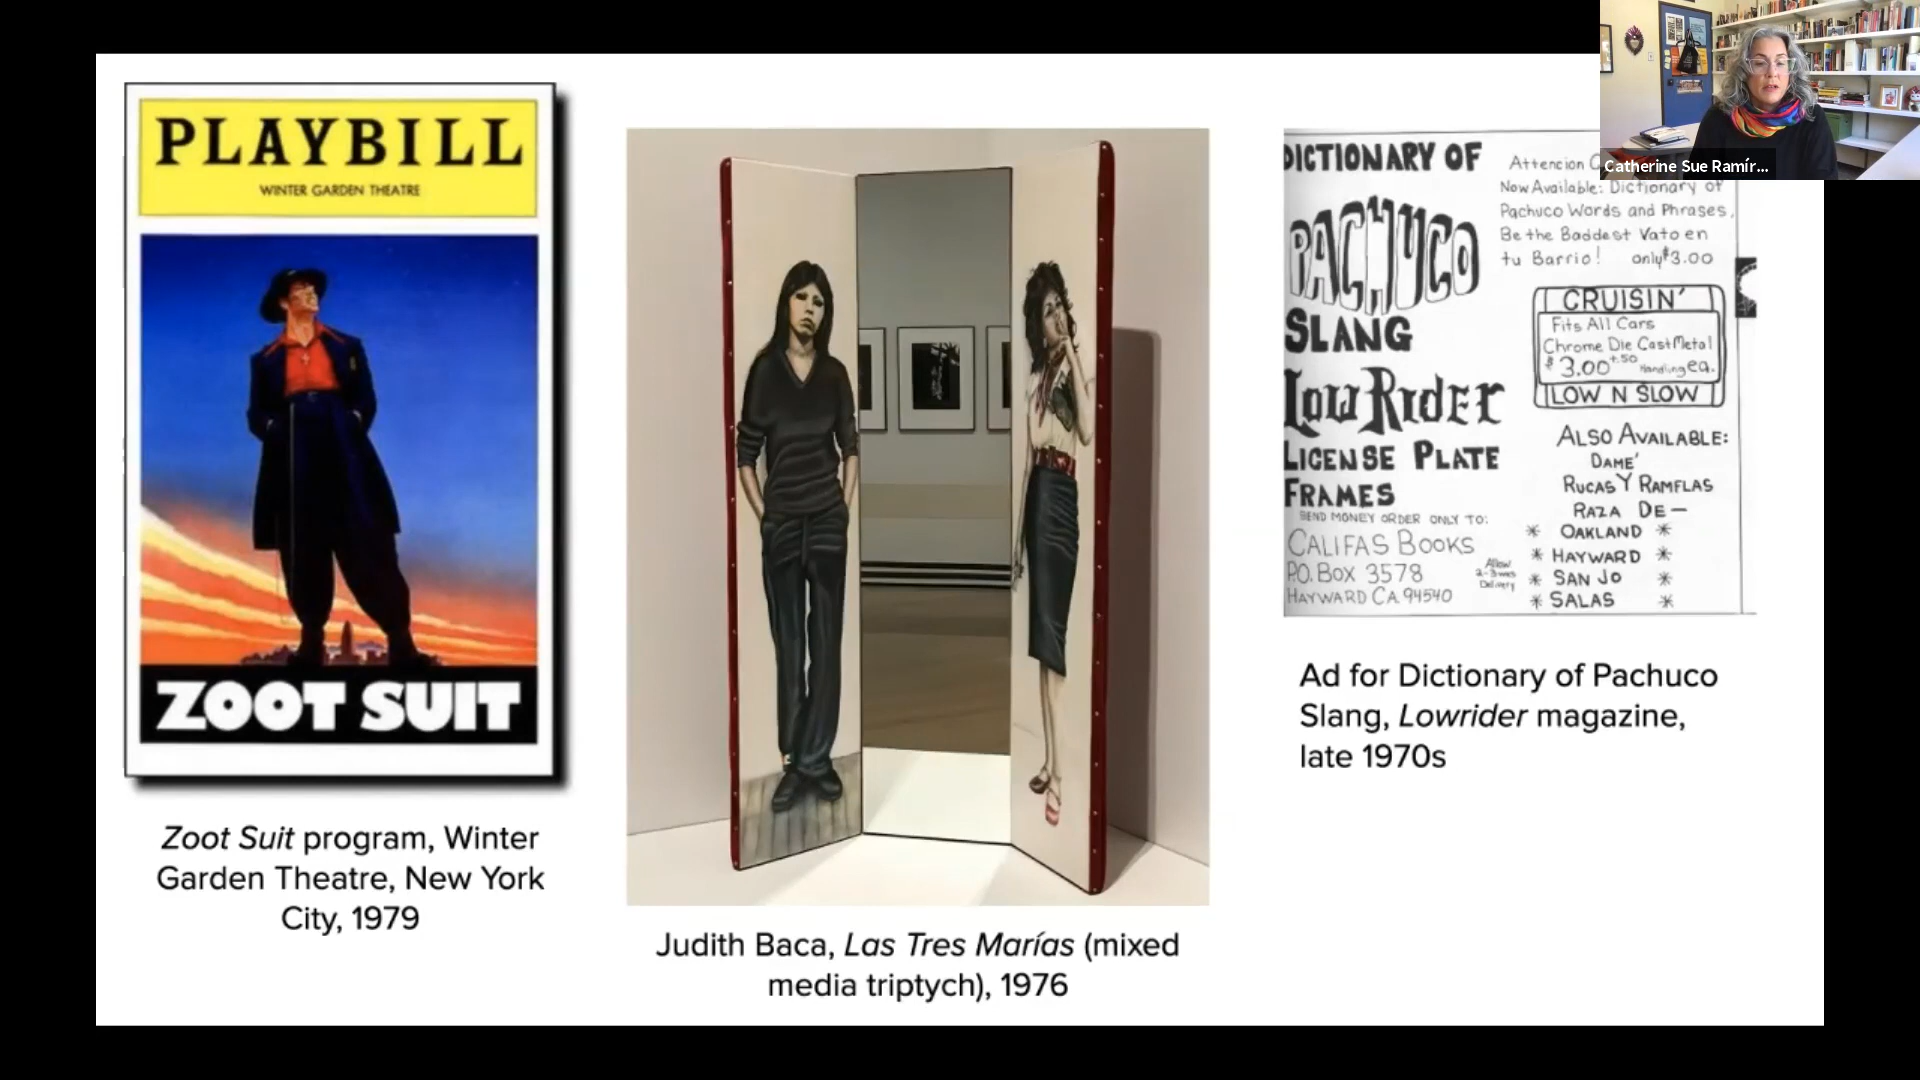 PLAYBILL
WINTER GARDEN THEATRE
ZOOT SUIT
Zoot Suit program, Winter
Garden Theatre, New York
City, 1979
Judith Baca, Las Tres Marías (mixed
media triptych), 1976
DICTIONARY OF
PACHUCO
SLANG
LowRider
LICENSE PLATE
FRAMES
SEND MONEY ORDER ONLY TO:
CALIFAS BOOKS
P.O. BOX 3578
HAYWARD CA. 94540
Allow
2-3 wks
Delivery
Attencion
Now Available: Dictionary of
Pachuco Words and Phrases,
Be the Baddest Vato en
tu Barrio! only $3.00
CRUISIN'
Fits All Cars
Chrome Die Cast Metal
$3.00 +.50 Handling ea.
LOW N SLOW
ALSO AVAILABLE:
DAME'
RUCAS Y RAMFLAS
RAZA DE—
* OAKLAND *
* HAYWARD *
* SAN JO *
* SALAS *
Ad for Dictionary of Pachuco
Slang, Lowrider magazine,
late 1970s
Catherine Sue Ramír...